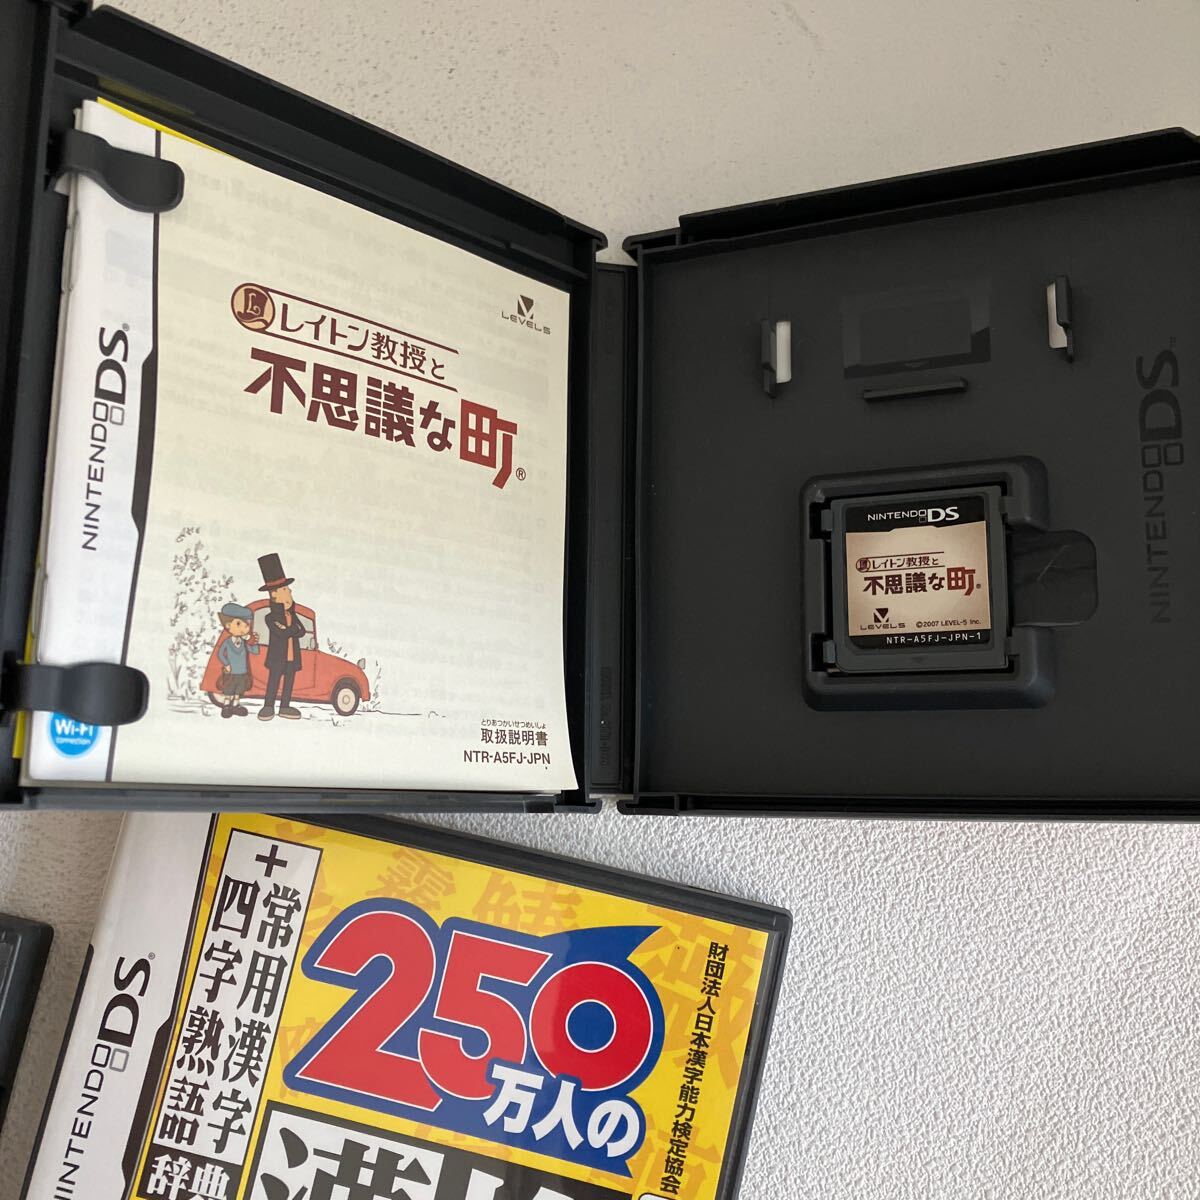 NINTENDO DS®
Wi-Fi
connection
LEVEL5
レイトン教授と
不思議な町®
とりあつかいせつめいしょ
取扱説明書
NTR-A5FJ-JPN
NINTENDO DS™
NINTENDO DS
レイトン教授と
不思議な町®
LEVEL5
©2007 LEVEL-5 Inc.
NTR-A5FJ-JPN-1
NINTENDO DS®
+常用漢字
四字熟語
辞典
250
万人の
財団法人日本漢字能力検定協会